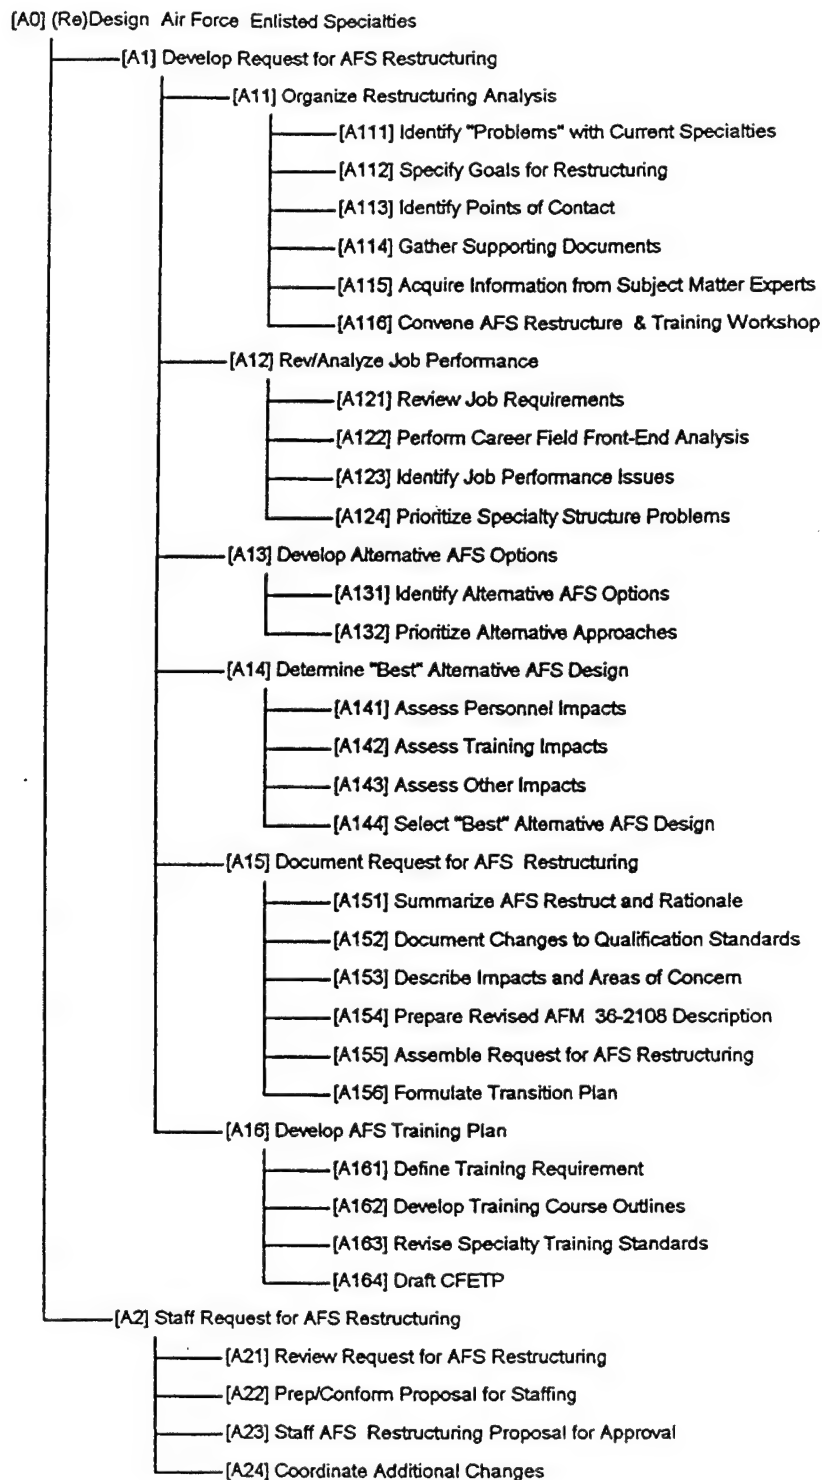 [A0] (Re)Design Air Force Enlisted Specialties
[A1] Develop Request for AFS Restructuring
[A11] Organize Restructuring Analysis
[A111] Identify "Problems" with Current Specialties
[A112] Specify Goals for Restructuring
[A113] Identify Points of Contact
[A114] Gather Supporting Documents
[A115] Acquire Information from Subject Matter Experts
[A116] Convene AFS Restructure & Training Workshop
[A12] Rev/Analyze Job Performance
[A121] Review Job Requirements
[A122] Perform Career Field Front-End Analysis
[A123] Identify Job Performance Issues
[A124] Prioritize Specialty Structure Problems
[A13] Develop Alternative AFS Options
[A131] Identify Alternative AFS Options
[A132] Prioritize Alternative Approaches
[A14] Determine "Best" Alternative AFS Design
[A141] Assess Personnel Impacts
[A142] Assess Training Impacts
[A143] Assess Other Impacts
[A144] Select "Best" Alternative AFS Design
[A15] Document Request for AFS Restructuring
[A151] Summarize AFS Restruct and Rationale
[A152] Document Changes to Qualification Standards
[A153] Describe Impacts and Areas of Concern
[A154] Prepare Revised AFM 36-2108 Description
[A155] Assemble Request for AFS Restructuring
[A156] Formulate Transition Plan
[A16] Develop AFS Training Plan
[A161] Define Training Requirement
[A162] Develop Training Course Outlines
[A163] Revise Specialty Training Standards
[A164] Draft CFETP
[A2] Staff Request for AFS Restructuring
[A21] Review Request for AFS Restructuring
[A22] Prep/Conform Proposal for Staffing
[A23] Staff AFS Restructuring Proposal for Approval
[A24] Coordinate Additional Changes